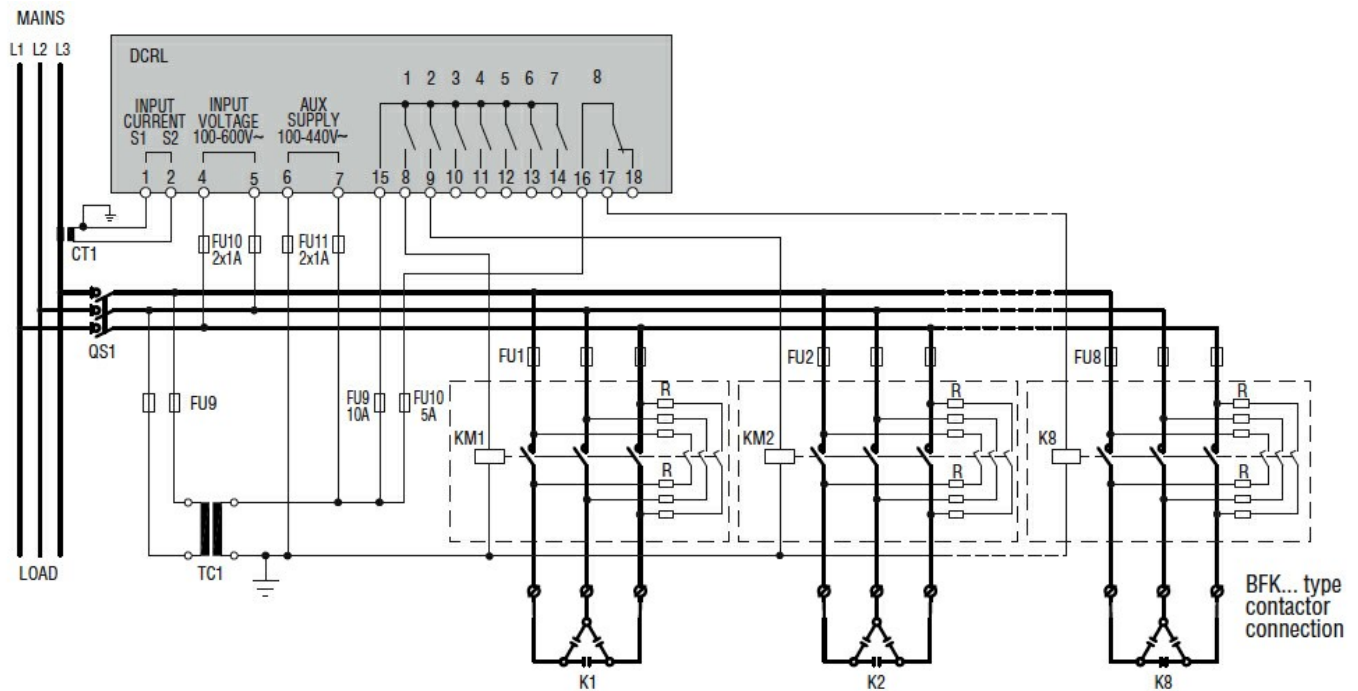 MAINS
L1 L2 L3
DCRL
1 2 3 4 5 6 7 8
INPUT CURRENT
S1 S2
INPUT VOLTAGE
100-600V~
AUX SUPPLY
100-440V~
1 2 4 5 6 7 15 8 9 10 11 12 13 14 16 17 18
CT1
FU10
2x1A
FU11
2x1A
QS1
FU1
FU2
FU8
FU9
FU9
10A
FU10
5A
R
R
R
KM1
KM2
K8
R
R
R
LOAD
TC1
BFK... type
contactor
connection
K1
K2
K8